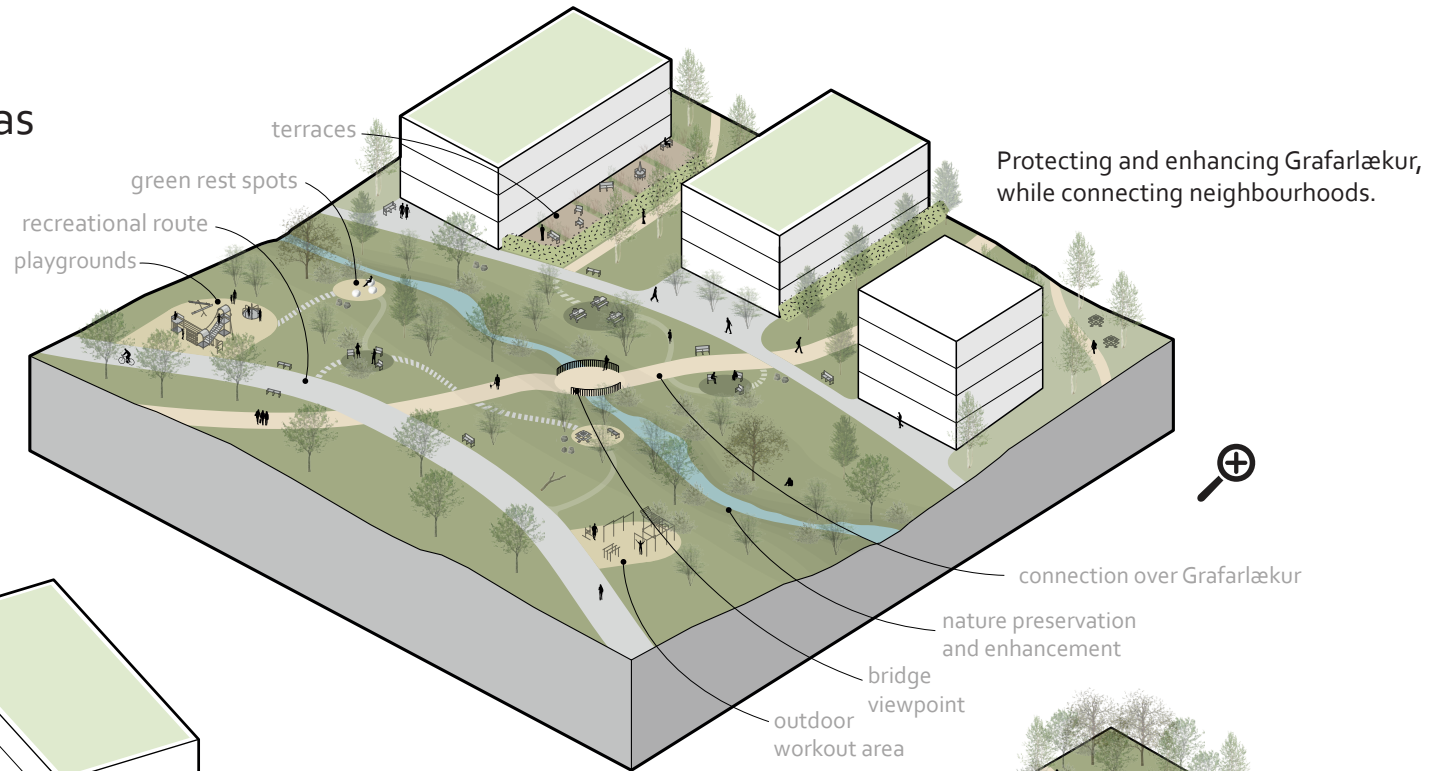 as
terraces
green rest spots
recreational route
playgrounds
Protecting and enhancing Grafarlækur,
while connecting neighbourhoods.
connection over Grafarlækur
nature preservation
and enhancement
bridge
viewpoint
outdoor
workout area